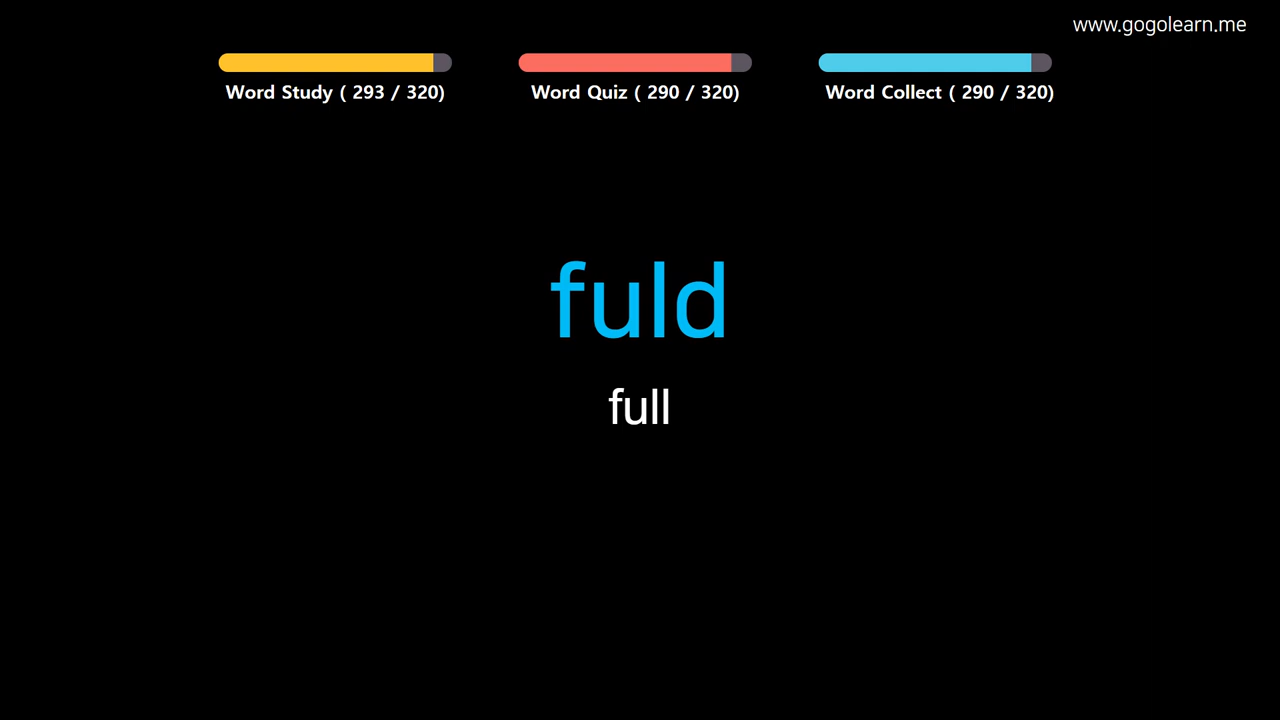 www.gogolearn.me
Word Study ( 293 / 320)
Word Quiz ( 290 / 320)
Word Collect ( 290 / 320)
fuld
full